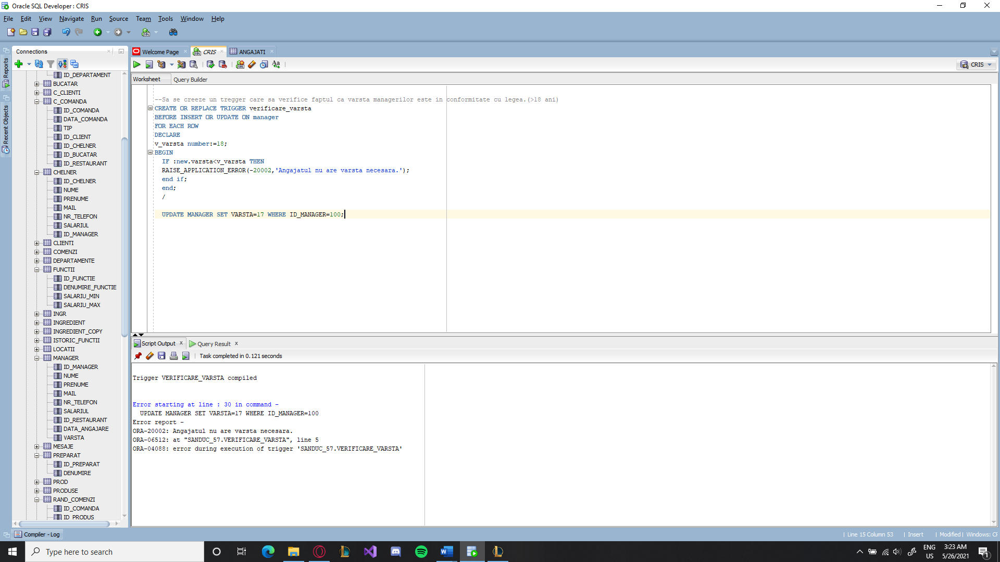 Oracle SQL Developer : CRIS
File Edit View Navigate Run Source Team Tools Window Help
Reports
Recent Objects
Connections
ID_DEPARTAMENT
BUCATAR
C_CLIENTI
C_COMANDA
ID_COMANDA
DATA_COMANDA
TIP
ID_CLIENT
ID_CHELNER
ID_BUCATAR
ID_RESTAURANT
CHELNER
ID_CHELNER
NUME
PRENUME
MAIL
NR_TELEFON
SALARIUL
ID_MANAGER
CLIENTI
COMENZI
DEPARTAMENTE
FUNCTII
ID_FUNCTIE
DENUMIRE_FUNCTIE
SALARIU_MIN
SALARIU_MAX
INGR
INGREDIENT
INGREDIENT_COPY
ISTORIC_FUNCTII
LOCATII
MANAGER
ID_MANAGER
NUME
PRENUME
MAIL
NR_TELEFON
SALARIUL
ID_RESTAURANT
DATA_ANGAJARE
VARSTA
MESAJE
PREPARAT
ID_PREPARAT
DENUMIRE
PROD
PRODUSE
RAND_COMENZI
ID_COMANDA
ID_PRODUS
Welcome Page CRIS ANGAJATI
CRIS
Worksheet Query Builder
--Sa se creeze un tregger care sa verifice faptul ca varsta managerilor este in conformitate cu legea.(>18 ani)
CREATE OR REPLACE TRIGGER verificare_varsta
BEFORE INSERT OR UPDATE ON manager
FOR EACH ROW
DECLARE
v_varsta number:=18;
BEGIN
IF :new.varsta<v_varsta THEN
RAISE_APPLICATION_ERROR(-20002,'Angajatul nu are varsta necesara.');
end if;
end;
/
UPDATE MANAGER SET VARSTA=17 WHERE ID_MANAGER=100;
Script Output x Query Result x
Task completed in 0.121 seconds
Trigger VERIFICARE_VARSTA compiled
Error starting at line : 30 in command -
UPDATE MANAGER SET VARSTA=17 WHERE ID_MANAGER=100
Error report -
ORA-20002: Angajatul nu are varsta necesara.
ORA-06512: at "SANDUC_57.VERIFICARE_VARSTA", line 5
ORA-04088: error during execution of trigger 'SANDUC_57.VERIFICARE_VARSTA'
Compiler - Log
Line 15 Column 53 | Insert | Modified | Windows: CF
Type here to search
ENG
US
3:23 AM
5/26/2021
1